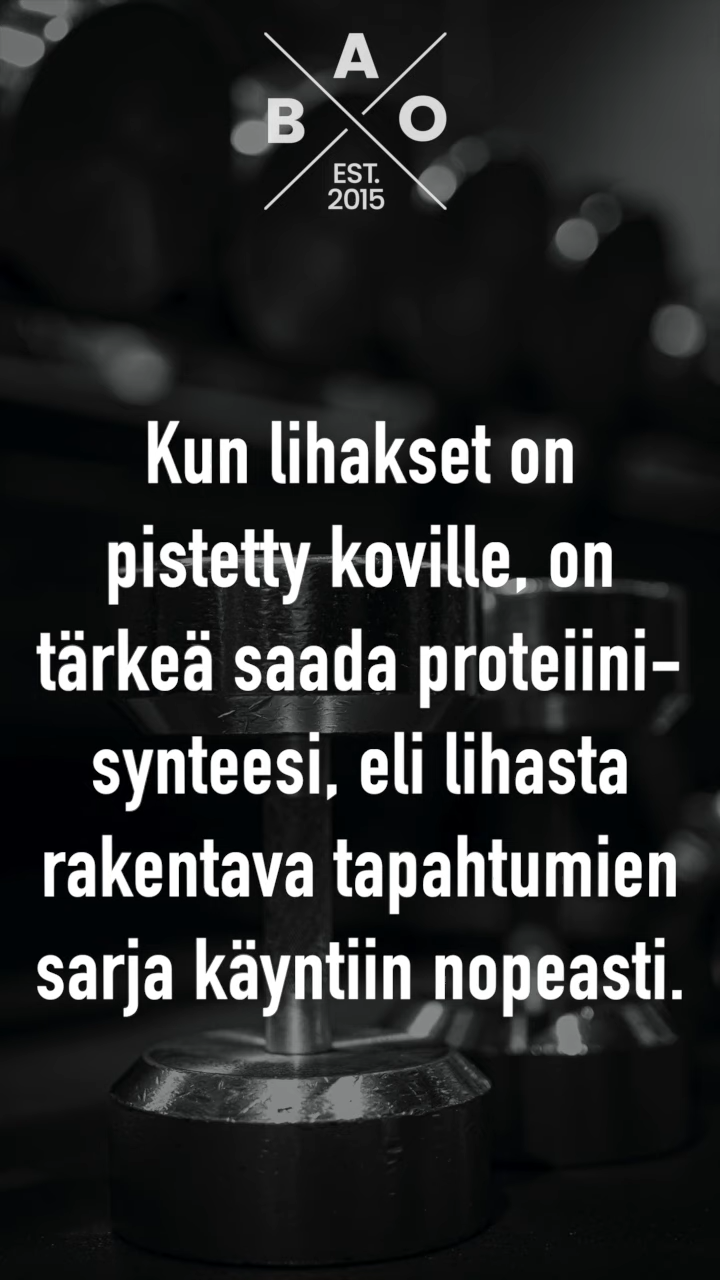 A
B O
EST.
2015
Kun lihakset on
pistetty koville, on
tärkeä saada proteiini-
synteesi, eli lihasta
rakentava tapahtumien
sarja käyntiin nopeasti.